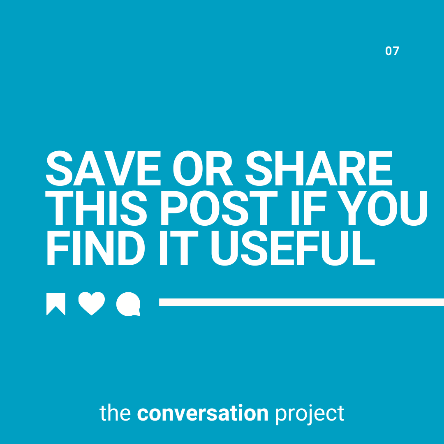 07
SAVE OR SHARE
THIS POST IF YOU
FIND IT USEFUL
the conversation project